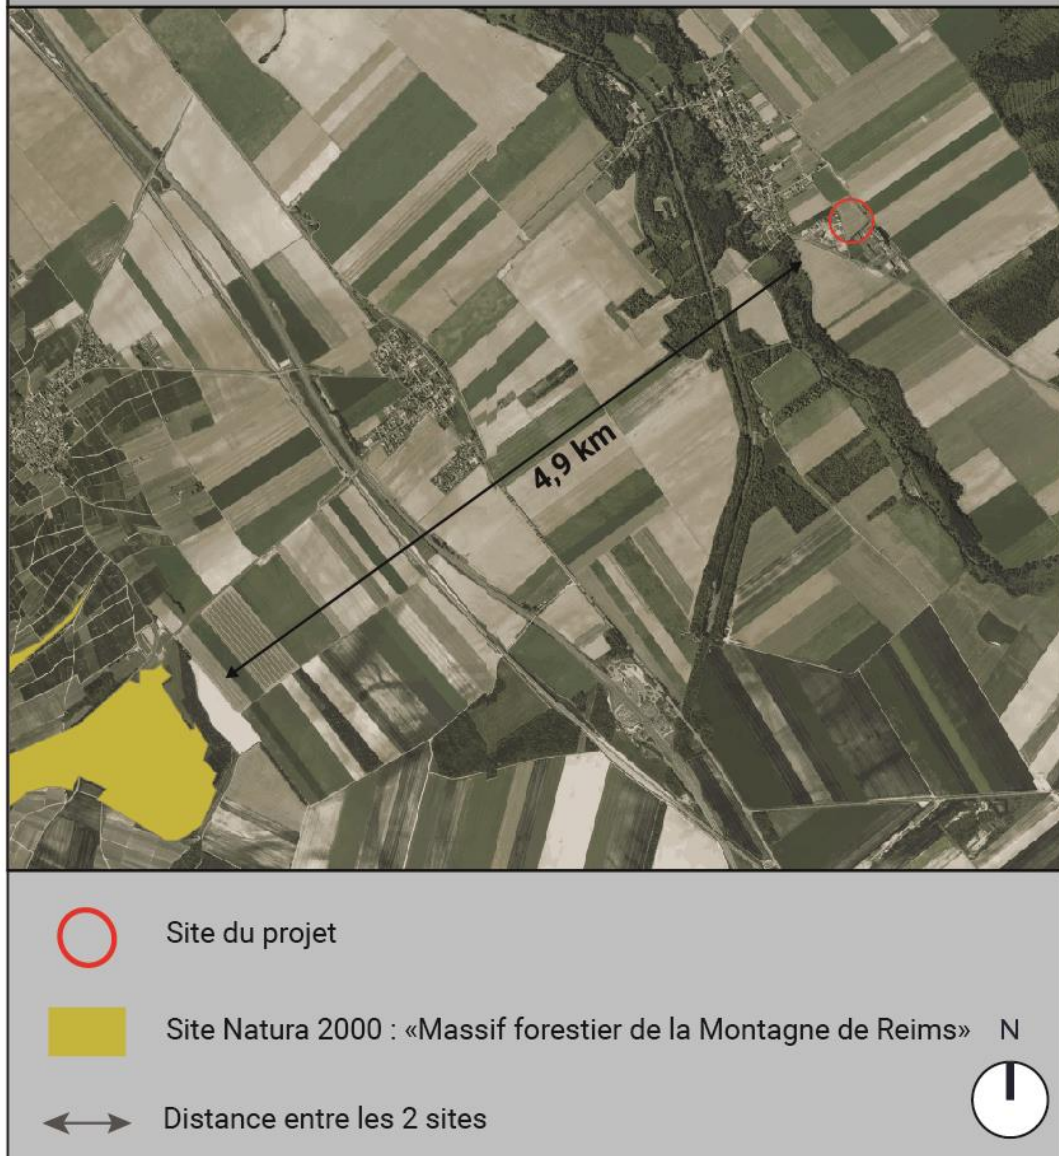 4,9 km
Site du projet
Site Natura 2000 : «Massif forestier de la Montagne de Reims»
N
Distance entre les 2 sites